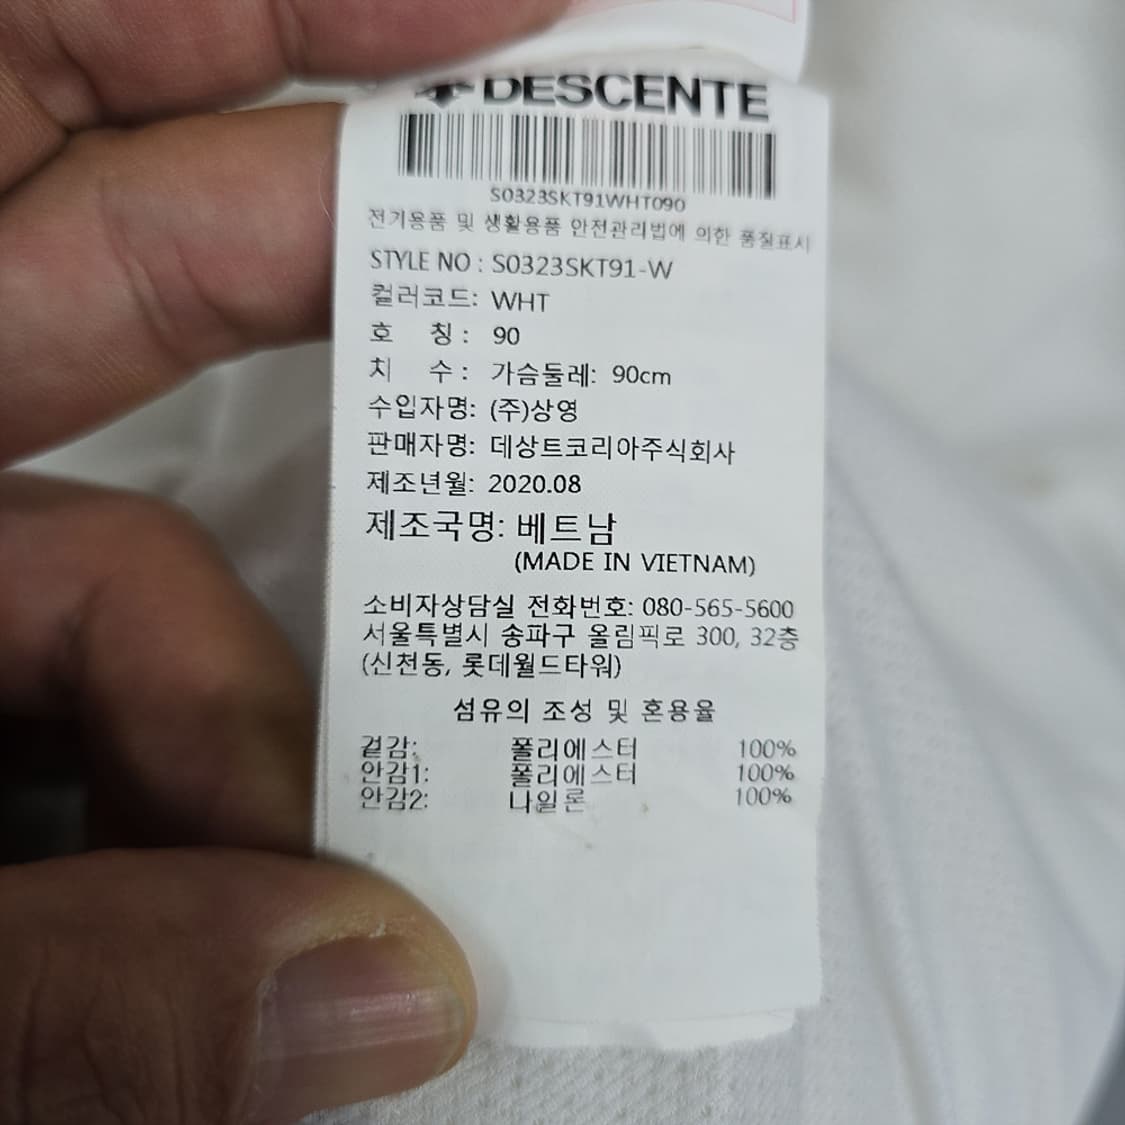 DESCENTE
S0323SKT91WHT090
전기용품 및 생활용품 안전관리법에 의한 품질표시
STYLE NO : S0323SKT91-W
컬러코드: WHT
호 칭 : 90
치 수 : 가슴둘레: 90cm
수입자명: (주)상영
판매자명: 데상트코리아주식회사
제조년월: 2020.08
제조국명: 베트남
(MADE IN VIETNAM)
소비자상담실 전화번호: 080-565-5600
서울특별시 송파구 올림픽로 300, 32층
(신천동, 롯데월드타워)
섬유의 조성 및 혼용율
겉감: 폴리에스터 100%
안감1: 폴리에스터 100%
안감2: 나일론 100%